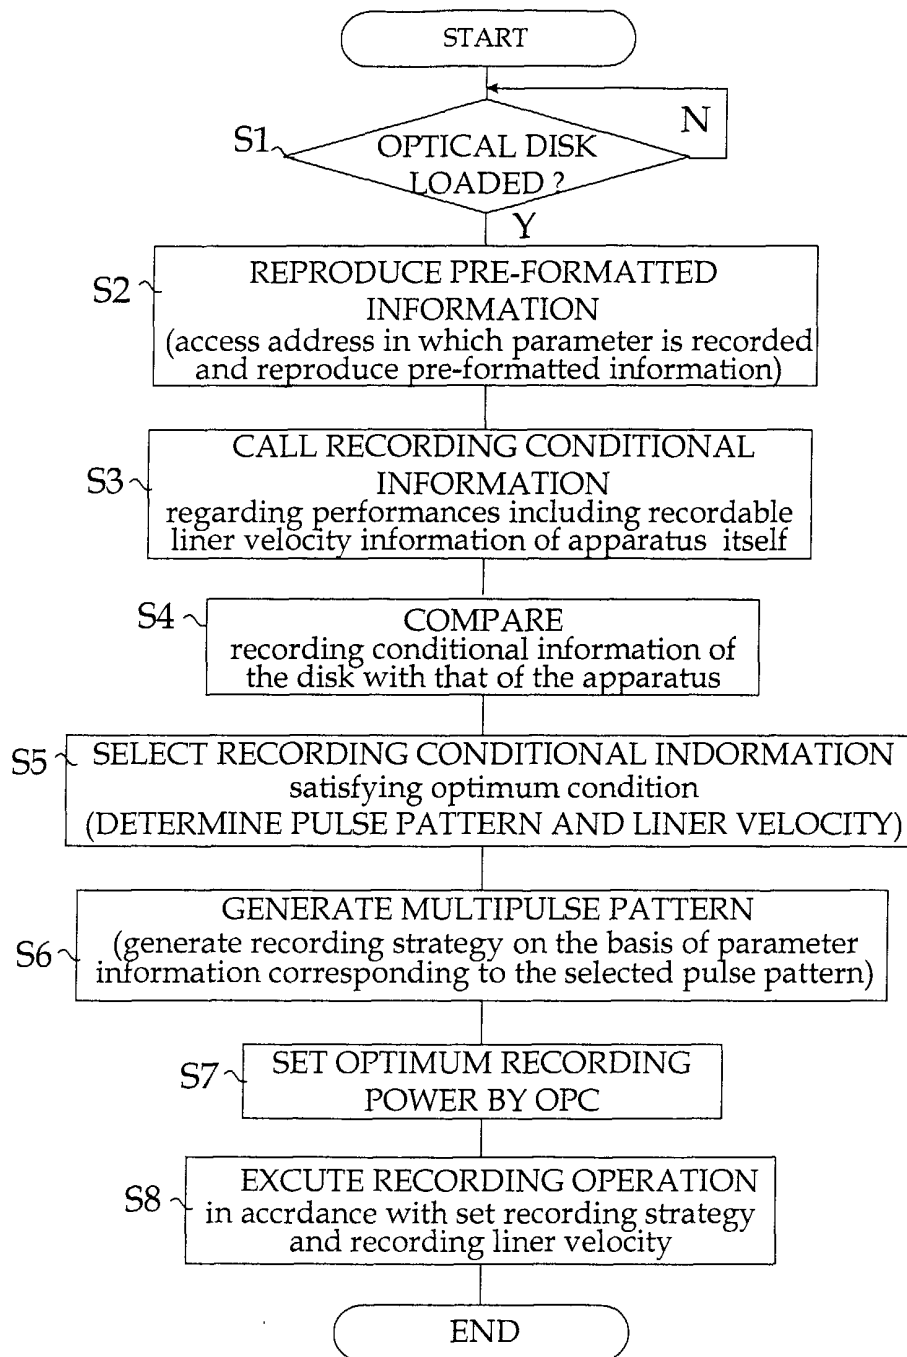 START
N
S1
OPTICAL DISK
LOADED ?
Y
S2
REPRODUCE PRE-FORMATTED
INFORMATION
(access address in which parameter is recorded
and reproduce pre-formatted information)
S3
CALL RECORDING CONDITIONAL
INFORMATION
regarding performances including recordable
liner velocity information of apparatus itself
S4
COMPARE
recording conditional information of
the disk with that of the apparatus
S5
SELECT RECORDING CONDITIONAL INDORMATION
satisfying optimum condition
(DETERMINE PULSE PATTERN AND LINER VELOCITY)
S6
GENERATE MULTIPULSE PATTERN
(generate recording strategy on the basis of parameter
information corresponding to the selected pulse pattern)
S7
SET OPTIMUM RECORDING
POWER BY OPC
S8
EXCUTE RECORDING OPERATION
in accrdance with set recording strategy
and recording liner velocity
END